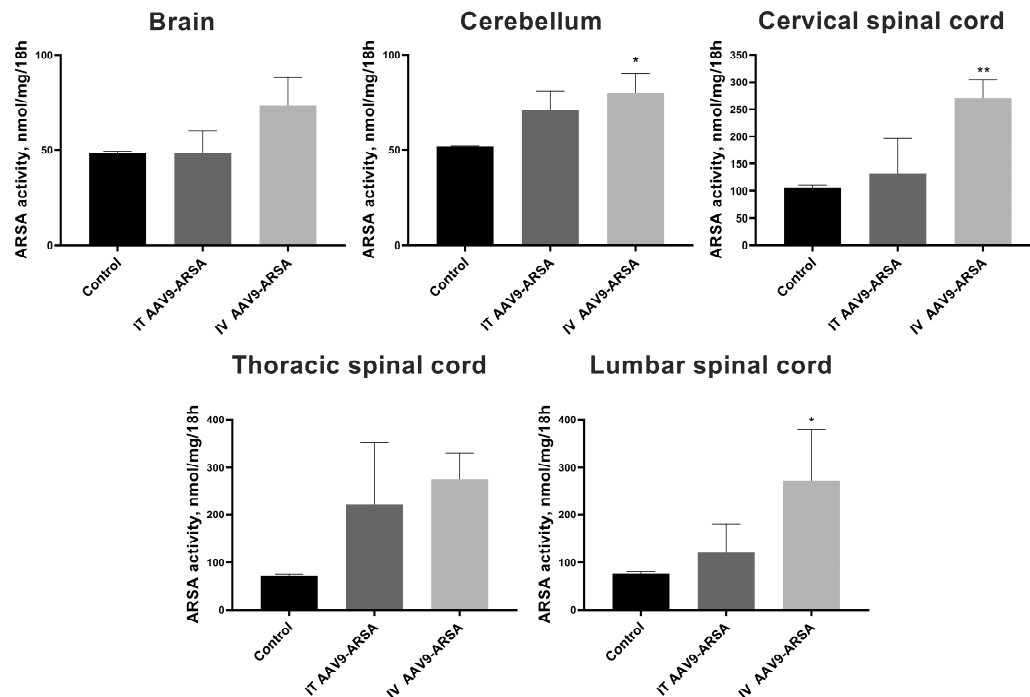 Brain
ARSA activity, nmol/mg/18h
100
50
0
Control
IT AAV9-ARSA
IV AAV9-ARSA
Cerebellum
ARSA activity, nmol/mg/18h
100
50
0
*
Control
IT AAV9-ARSA
IV AAV9-ARSA
Cervical spinal cord
ARSA activity, nmol/mg/18h
350
300
250
200
150
100
50
0
**
Control
IT AAV9-ARSA
IV AAV9-ARSA
Thoracic spinal cord
ARSA activity, nmol/mg/18h
400
300
200
100
0
Control
IT AAV9-ARSA
IV AAV9-ARSA
Lumbar spinal cord
ARSA activity, nmol/mg/18h
400
300
200
100
0
*
Control
IT AAV9-ARSA
IV AAV9-ARSA